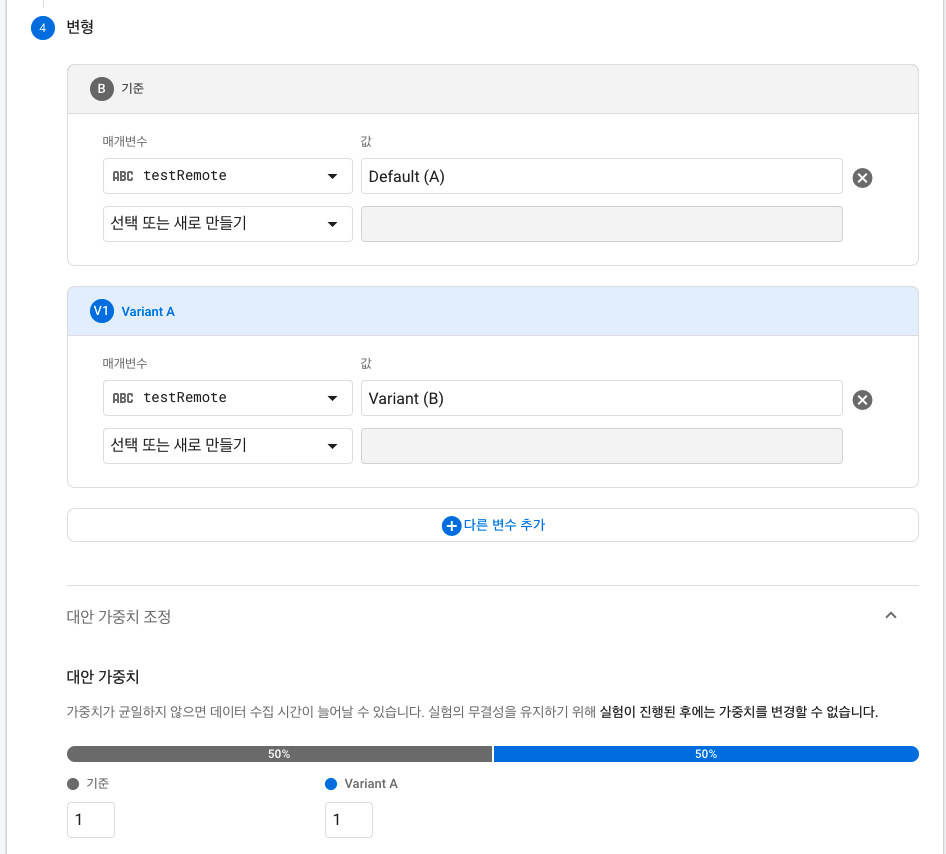 4 변형
B 기준
매개변수 값
ABC testRemote Default (A)
선택 또는 새로 만들기
V1 Variant A
매개변수 값
ABC testRemote Variant (B)
선택 또는 새로 만들기
다른 변수 추가
대안 가중치 조정
대안 가중치
가중치가 균일하지 않으면 데이터 수집 시간이 늘어날 수 있습니다. 실험의 무결성을 유지하기 위해 실험이 진행된 후에는 가중치를 변경할 수 없습니다.
50% 50%
기준 Variant A
1 1